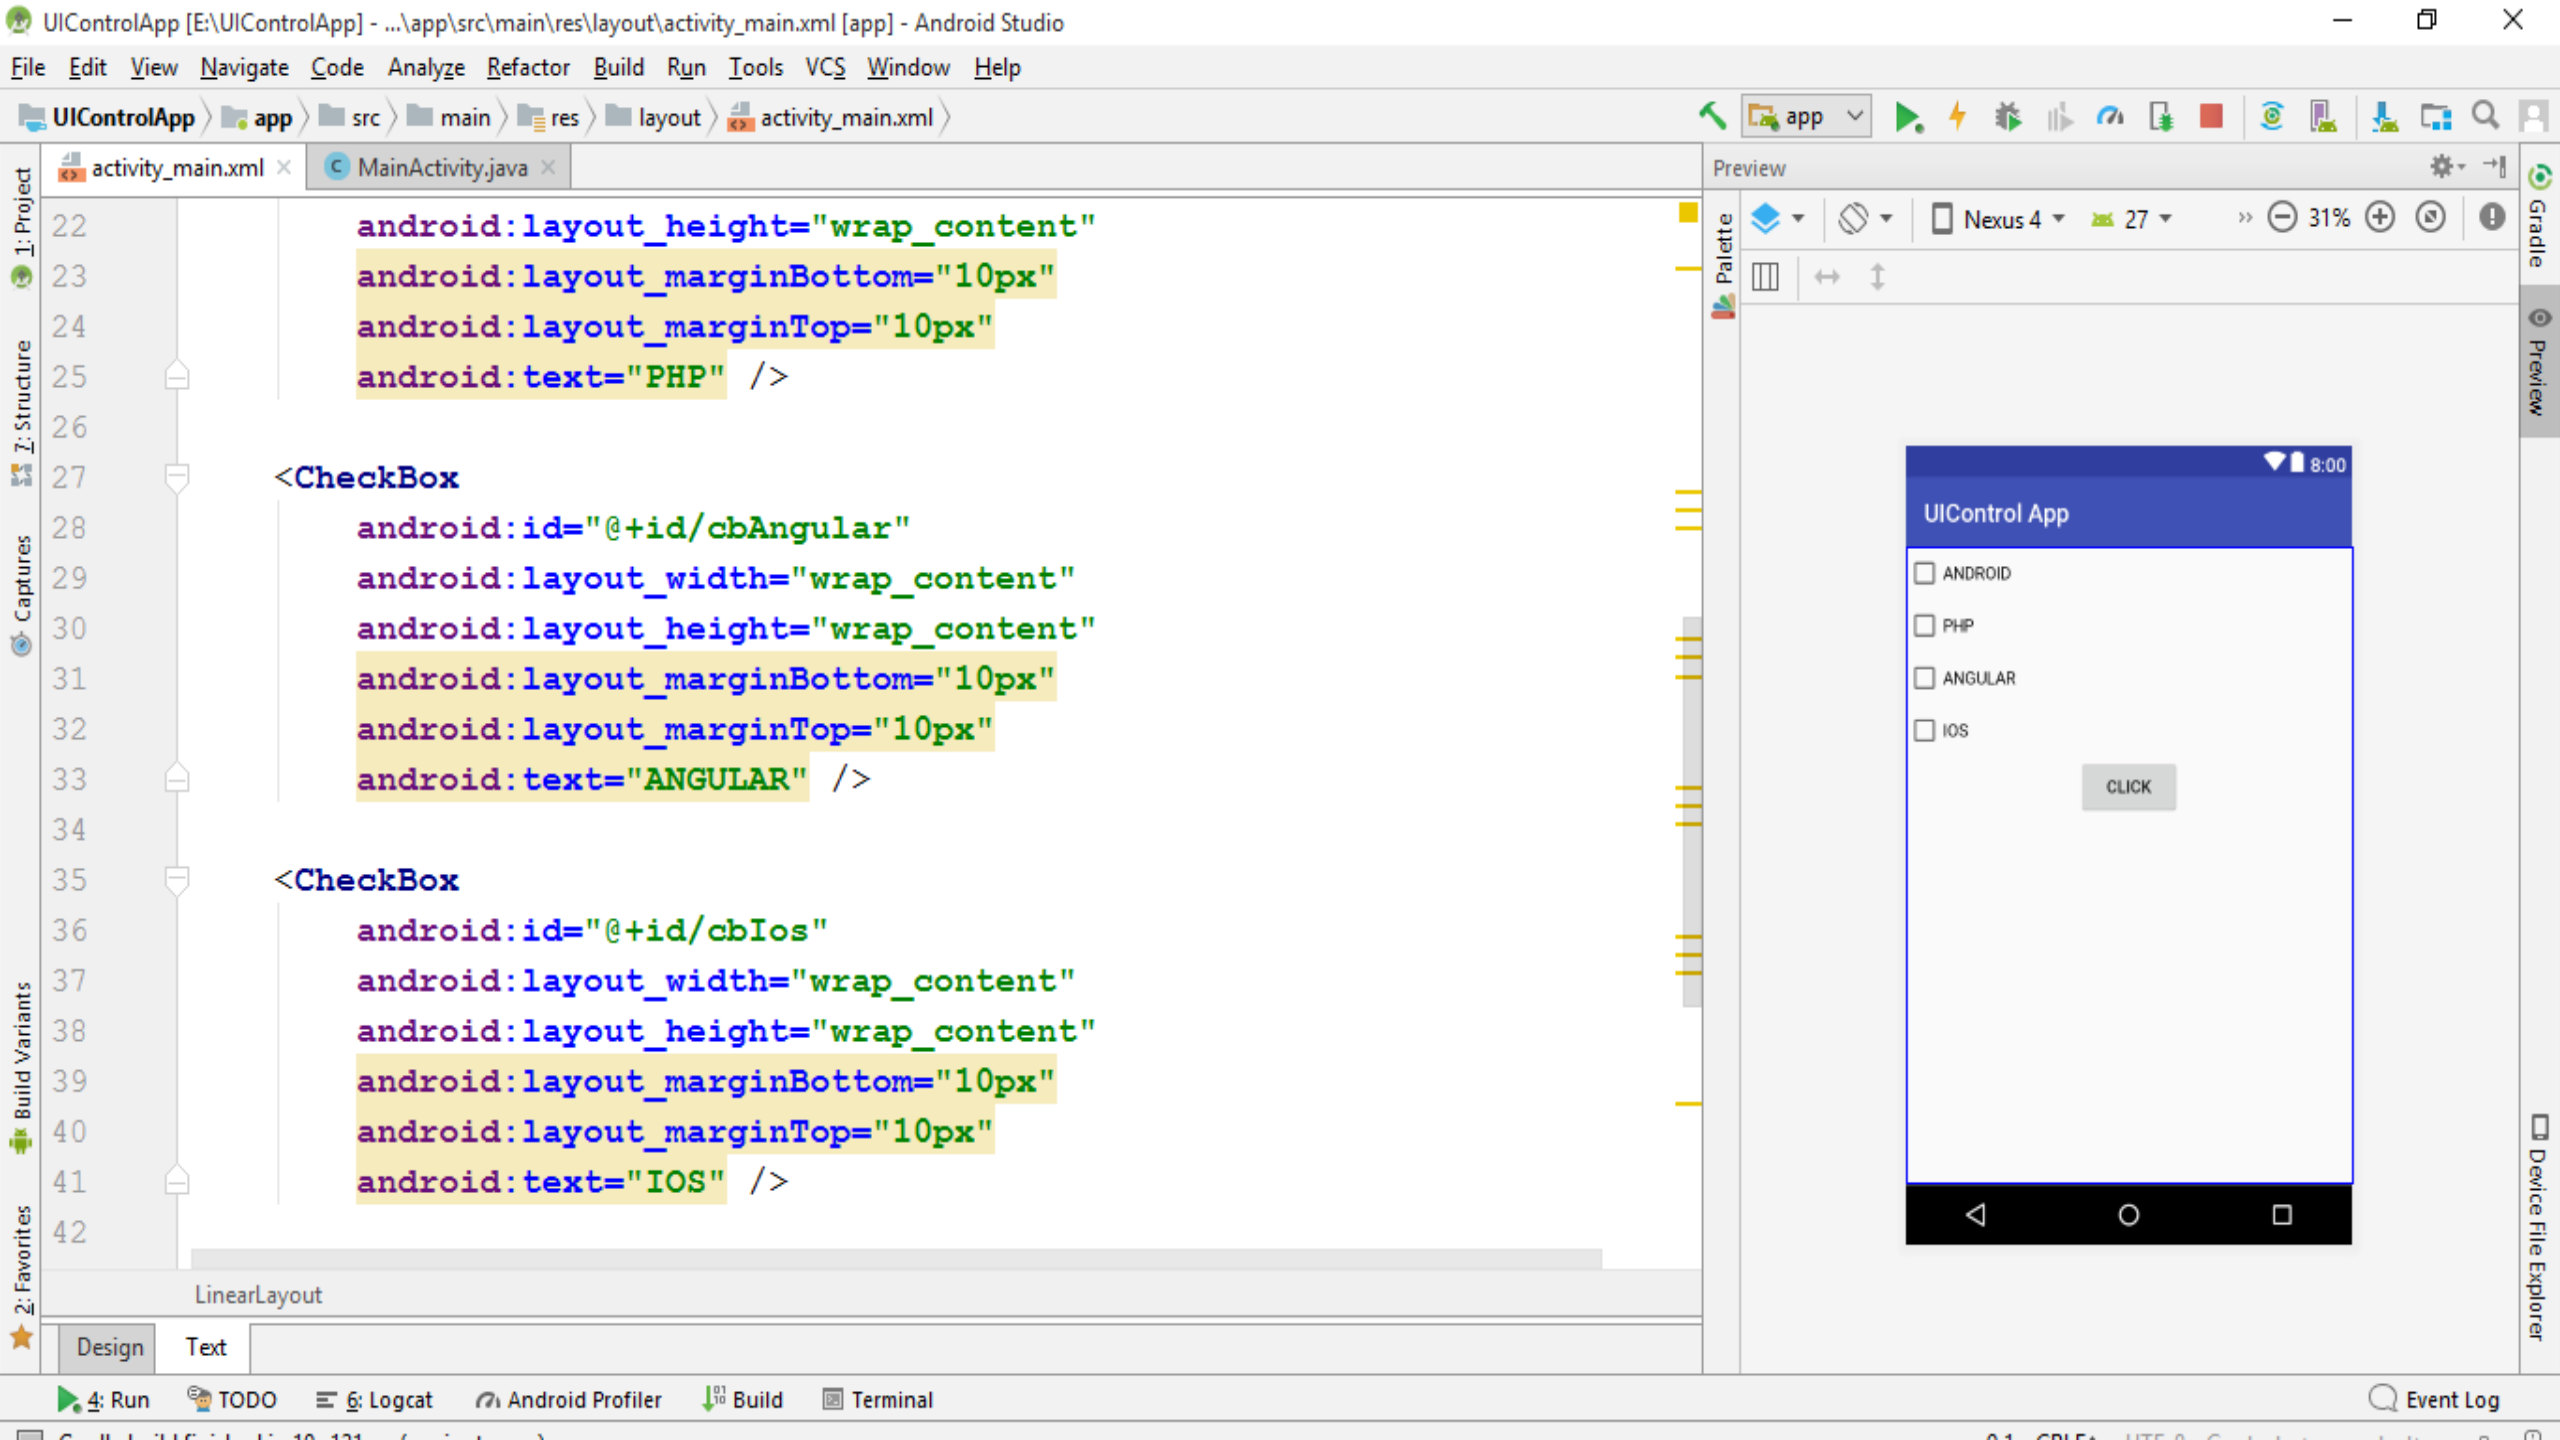 UIControlApp [E:\UIControlApp] - ...\app\src\main\res\layout\activity_main.xml [app] - Android Studio
File Edit View Navigate Code Analyze Refactor Build Run Tools VCS Window Help
UIControlApp app src main res layout activity_main.xml
app
activity_main.xml MainActivity.java
1: Project
7: Structure
Captures
Build Variants
2: Favorites
22 android:layout_height="wrap_content"
23 android:layout_marginBottom="10px"
24 android:layout_marginTop="10px"
25 android:text="PHP" />
26
27 <CheckBox
28 android:id="@+id/cbAngular"
29 android:layout_width="wrap_content"
30 android:layout_height="wrap_content"
31 android:layout_marginBottom="10px"
32 android:layout_marginTop="10px"
33 android:text="ANGULAR" />
34
35 <CheckBox
36 android:id="@+id/cbIos"
37 android:layout_width="wrap_content"
38 android:layout_height="wrap_content"
39 android:layout_marginBottom="10px"
40 android:layout_marginTop="10px"
41 android:text="IOS" />
42
LinearLayout
Design Text
Preview
Palette
Nexus 4 27 31%
8:00
UIControl App
ANDROID
PHP
ANGULAR
IOS
CLICK
Gradle
Preview
Device File Explorer
4: Run TODO 6: Logcat Android Profiler Build Terminal Event Log